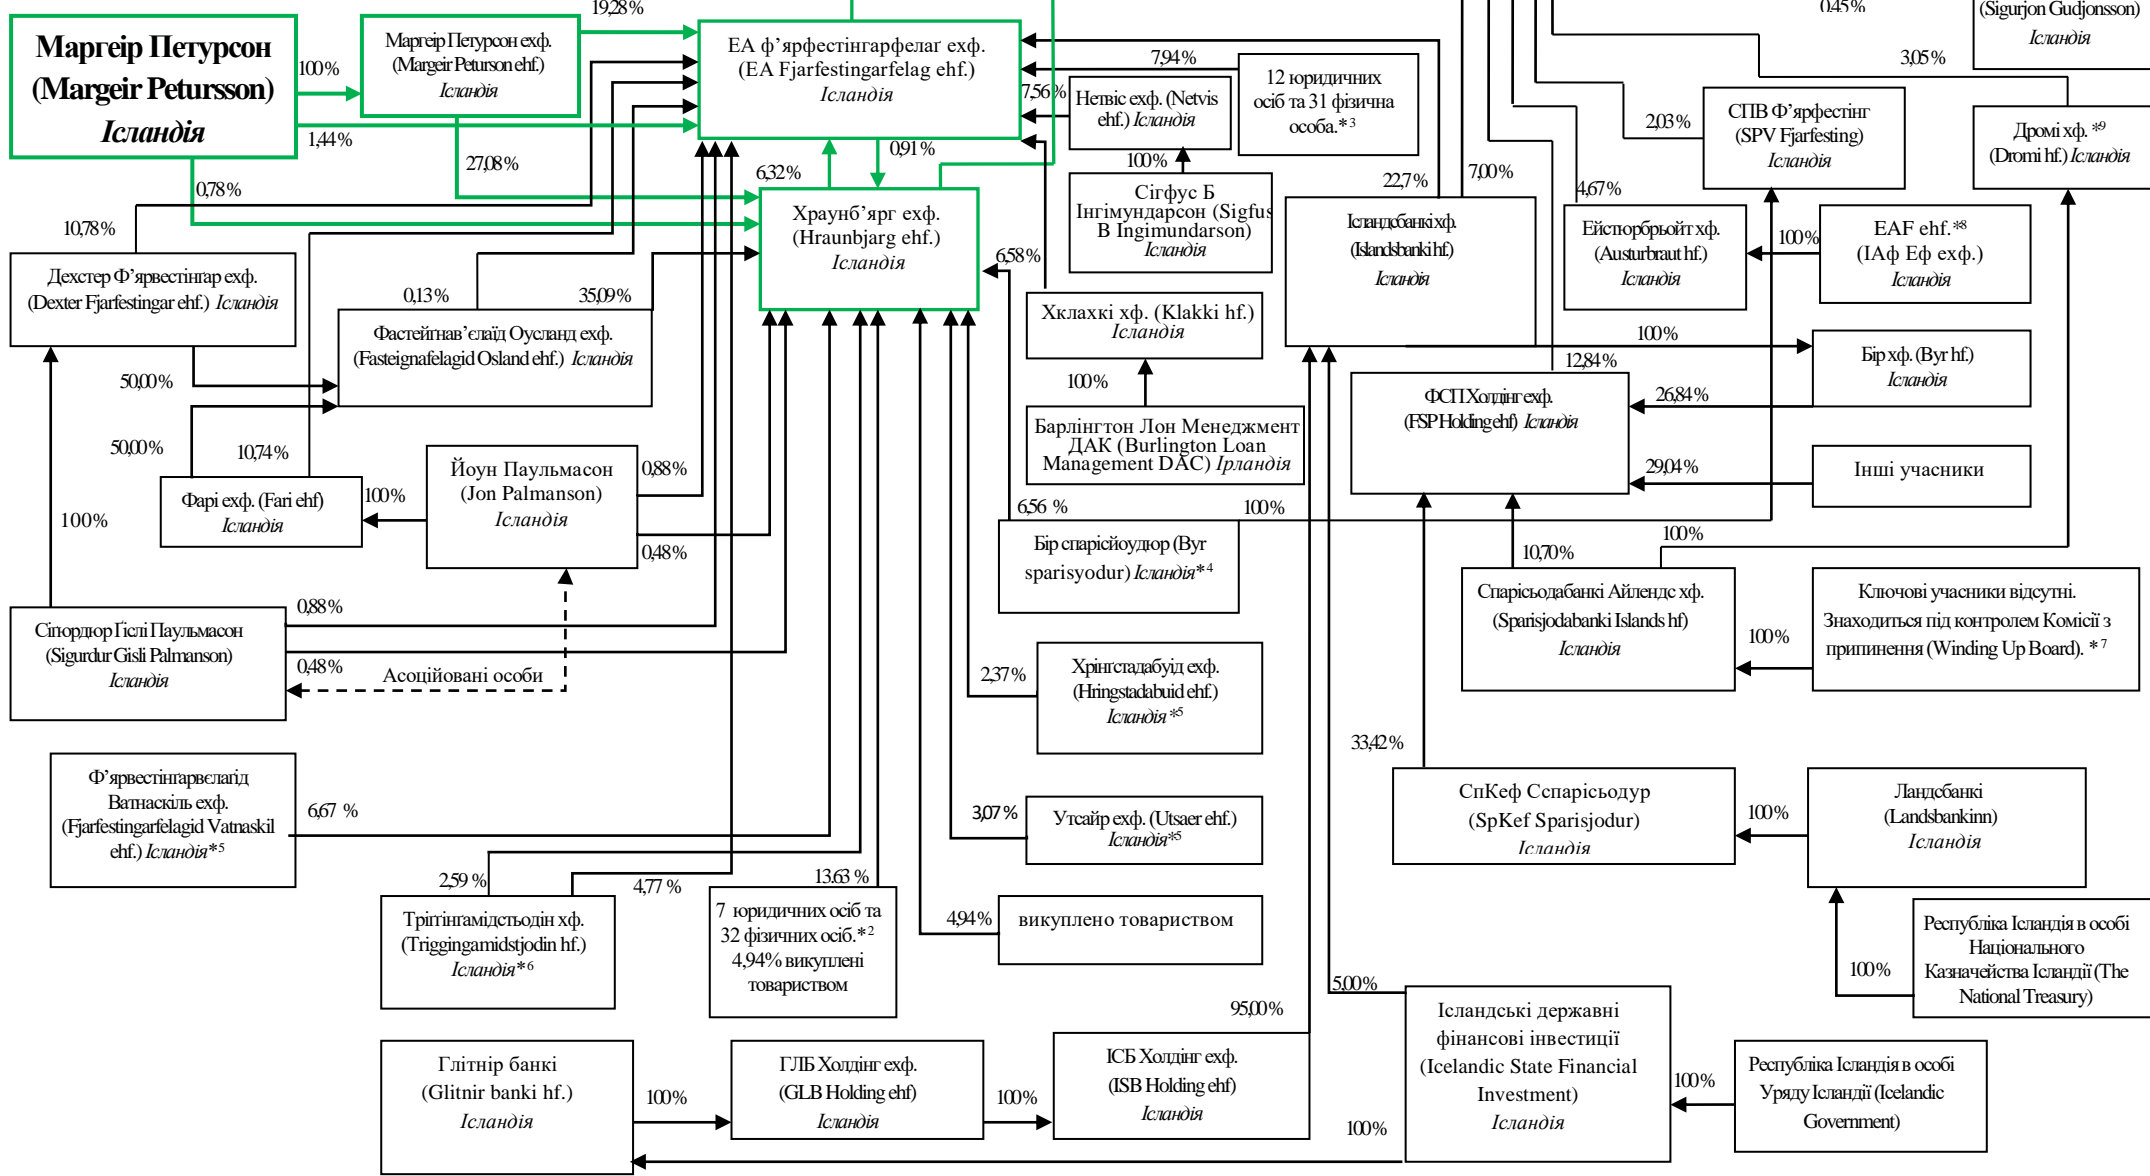 19,28%
0,45%
(Sigurjon Gudjonsson)
Ісландія
Маргеір Петурсон
(Margeir Petursson)
Ісландія
100%
1,44%
0,78%
Маргеір Петурсон ехф.
(Margeir Peturson ehf.)
Ісландія
27,08%
ЕА ф’ярфестінгарфелаг ехф.
(EA Fjarfestingarfelag ehf.)
Ісландія
7,94%
7,56%
12 юридичних
осіб та 31 фізична
особа.*3
Нетвіс ехф. (Netvis
ehf.) Ісландія
100%
Сігфус Б
Інгімундарсон (Sigfus
B Ingimundarson)
Ісландія
6,32%
0,91%
Храунб’ярг ехф.
(Hraunbjarg ehf.)
Ісландія
6,58%
22,7%
7,00%
Ісландсбанкі хф.
(Islandsbanki hf.)
Ісландія
2,03%
СПВ Ф’ярфестінг
(SPV Fjarfesting)
Ісландія
3,05%
Дромі хф. *9
(Dromi hf.) Ісландія
4,67%
Ейстюрбрьойт хф.
(Austurbraut hf.)
Ісландія
100%
EAF ehf.*8
(ІАф Еф ехф.)
Ісландія
10,78%
Декстер Ф’ярвестінгар ехф.
(Dexter Fjarfestingar ehf.) Ісландія
0,13%
35,09%
Фастейгнав’єлаїд Оусланд ехф.
(Fasteignafelagid Osland ehf.) Ісландія
50,00%
50,00%
10,74%
Хклаккі хф. (Klakki hf.)
Ісландія
100%
Барлінгтон Лон Менеджмент
ДАК (Burlington Loan
Management DAC) Ірландія
100%
Бір хф. (Byr hf.)
Ісландія
12,84%
ФСП Холдінг ехф.
(FSP Holding ehf) Ісландія
26,84%
29,04%
Інші учасники
Фарі ехф. (Fari ehf)
Ісландія
100%
Йоун Паульмасон
(Jon Palmanson)
Ісландія
0,88%
0,48%
100%
6,56 %
100%
Бір спарісйоудюр (Byr
sparisyodur) Ісландія*4
10,70%
100%
Спарісьодабанкі Айлендс хф.
(Sparisjodabanki Islands hf)
Ісландія
100%
Ключові учасники відсутні.
Знаходиться під контролем Комісії з
припинення (Winding Up Board). *7
Сіґюрдюр Ґіслі Паульмасон
(Sigurdur Gisli Palmanson)
Ісландія
0,88%
0,48%
Асоційовані особи
2,37%
Хрінгстадабуід ехф.
(Hringstadabuid ehf.)
Ісландія *5
33,42%
Ф’ярвестінгарвєлагід
Ватнаскіль ехф.
(Fjarfestingarfelagid Vatnaskil
ehf.) Ісландія*5
6,67 %
3,07%
Утсайр ехф. (Utsaer ehf.)
Ісландія*5
СпКеф Сспарісьодур
(SpKef Sparisjodur)
Ісландія
100%
Ландсбанкі
(Landsbankinn)
Ісландія
2,59 %
4,77%
13.63%
Трігґінгамідстьодін хф.
(Triggingamidstjodin hf.)
Ісландія*6
7 юридичних осіб та
32 фізичних осіб.*2
4,94% викуплені
товариством
4,94%
викуплено товариством
100%
Республіка Ісландія в особі
Національного
Казначейства Ісландії (The
National Treasury)
95,00%
5,00%
Глітнір банкі
(Glitnir banki hf.)
Ісландія
100%
ГЛБ Холдінг ехф.
(GLB Holding ehf)
Ісландія
100%
ІСБ Холдінг ехф.
(ISB Holding ehf)
Ісландія
100%
Ісландські державні
фінансові інвестиції
(Icelandic State Financial
Investment)
Ісландія
100%
Республіка Ісландія в особі
Уряду Ісландії (Icelandic
Government)